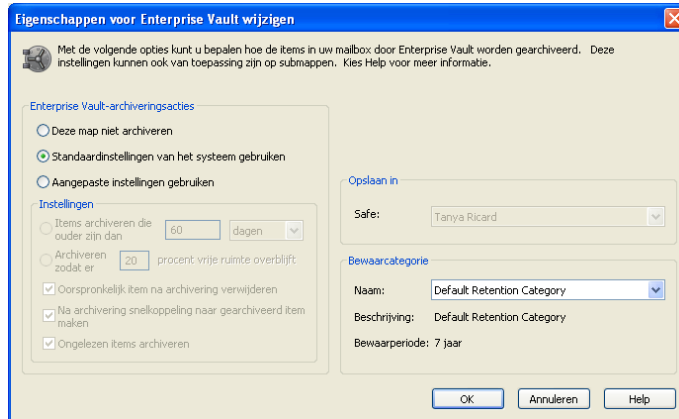 Eigenschappen voor Enterprise Vault wijzigen
Met de volgende opties kunt u bepalen hoe de items in uw mailbox door Enterprise Vault worden gearchiveerd. Deze
instellingen kunnen ook van toepassing zijn op submappen. Kies Help voor meer informatie.
Enterprise Vault-archiveringsacties
Deze map niet archiveren
Standaardinstellingen van het systeem gebruiken
Aangepaste instellingen gebruiken
Instellingen
Items archiveren die
ouder zijn dan
60
dagen
Archiveren
zodat er
20
procent vrije ruimte overblijft
Oorspronkelijk item na archivering verwijderen
Na archivering snelkoppeling naar gearchiveerd item
maken
Ongelezen items archiveren
Opslaan in
Safe:
Tanya Ricard
Bewaarcategorie
Naam:
Default Retention Category
Beschrijving:
Default Retention Category
Bewaarperiode: 7 jaar
OK
Annuleren
Help